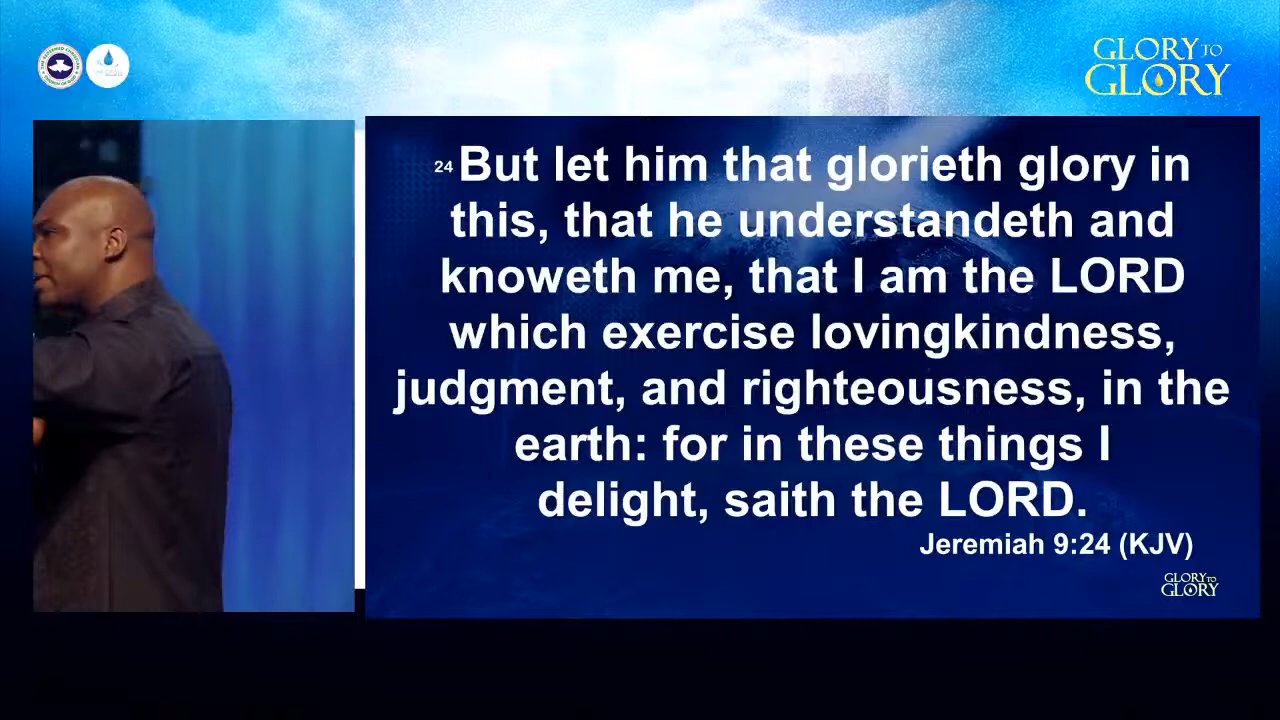 GLORY TO
GLORY
24 But let him that glorieth glory in
this, that he understandeth and
knoweth me, that I am the LORD
which exercise lovingkindness,
judgment, and righteousness, in the
earth: for in these things I
delight, saith the LORD.
Jeremiah 9:24 (KJV)
GLORY TO
GLORY